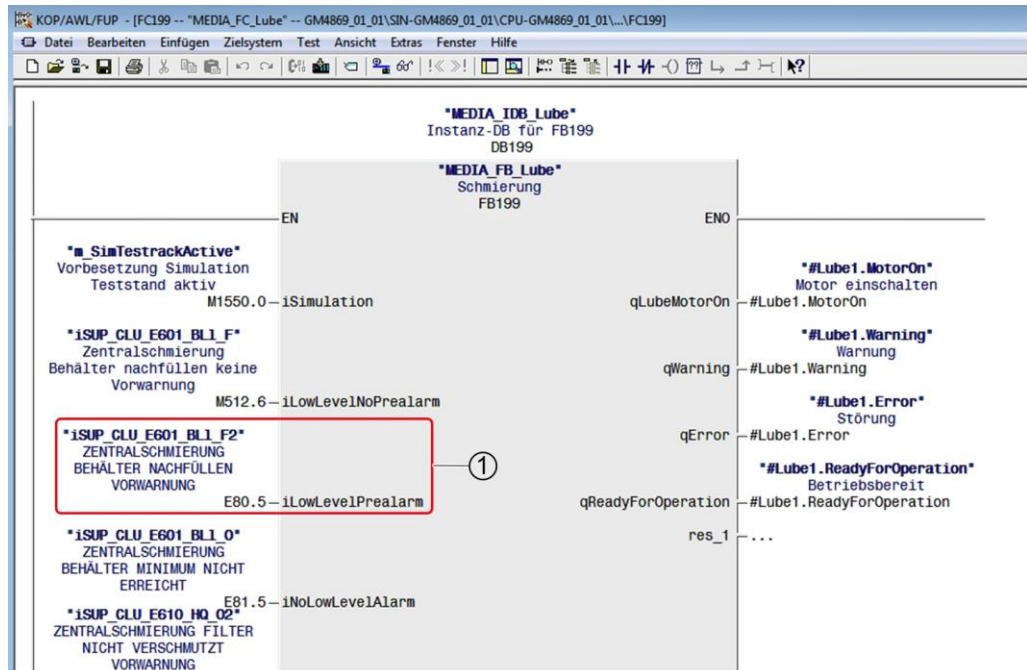 KOP/AWL/FUP - [FC199 -- "MEDIA_FC_Lube" -- GM4869_01_01\SIN-GM4869_01_01\CPU-GM4869_01_01\...\FC199]
Datei Bearbeiten Einfügen Zielsystem Test Ansicht Extras Fenster Hilfe
"MEDIA_IDB_Lube"
Instanz-DB für FB199
DB199
"MEDIA_FB_Lube"
Schmierung
FB199
EN ENO
"m_SimTestrackActive"
Vorbesetzung Simulation
Teststand aktiv
M1550.0 iSimulation
"#Lube1.MotorOn"
Motor einschalten
qLubeMotorOn #Lube1.MotorOn
"iSUP_CLU_E601_BL1_F"
Zentralschmierung
Behälter nachfüllen keine
Vorwarnung
M512.6 iLowLevelNoPrealarm
"#Lube1.Warning"
Warnung
qWarning #Lube1.Warning
"iSUP_CLU_E601_BL1_F2"
ZENTRALSCHMIERUNG
BEHÄLTER NACHFÜLLEN
VORWARNUNG
E80.5 iLowLevelPrealarm
1
"#Lube1.Error"
Störung
qError #Lube1.Error
"#Lube1.ReadyForOperation"
Betriebsbereit
qReadyForOperation #Lube1.ReadyForOperation
res_1 ...
"iSUP_CLU_E601_BL1_O"
ZENTRALSCHMIERUNG
BEHÄLTER MINIMUM NICHT
ERREICHT
E81.5 iNoLowLevelAlarm
"iSUP_CLU_E610_HQ_O2"
ZENTRALSCHMIERUNG FILTER
NICHT VERSCHMUTZT
VORWARNUNG